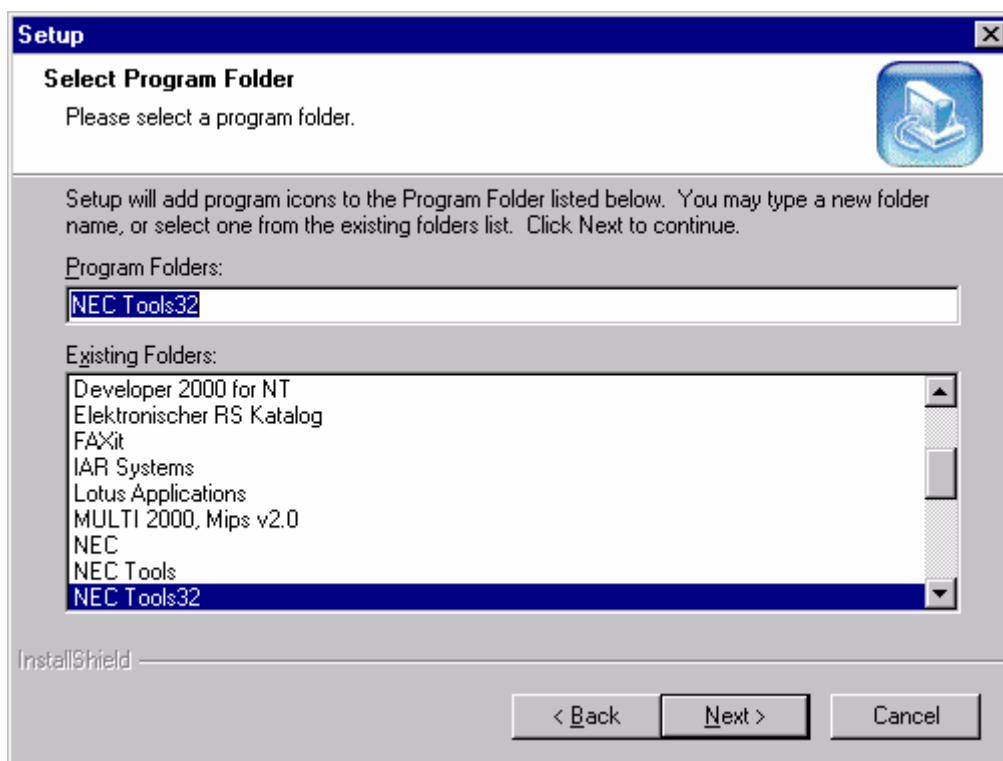 Setup
Select Program Folder
Please select a program folder.
Setup will add program icons to the Program Folder listed below.  You may type a new folder
name, or select one from the existing folders list.  Click Next to continue.
Program Folders:
NEC Tools32
Existing Folders:
Developer 2000 for NT
Elektronischer RS Katalog
FAXit
IAR Systems
Lotus Applications
MULTI 2000, Mips v2.0
NEC
NEC Tools
NEC Tools32
InstallShield
< Back
Next >
Cancel